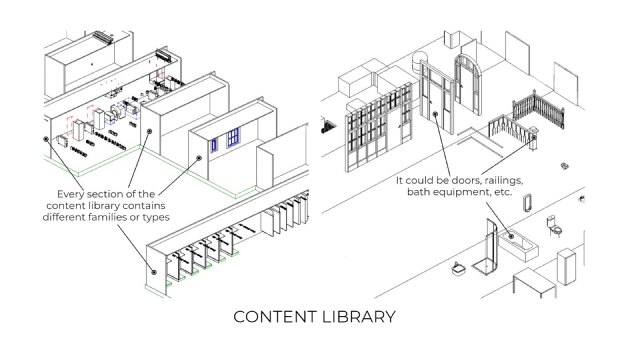 Every section of the
content library contains
different families or types
It could be doors, railings,
bath equipment, etc.
CONTENT LIBRARY